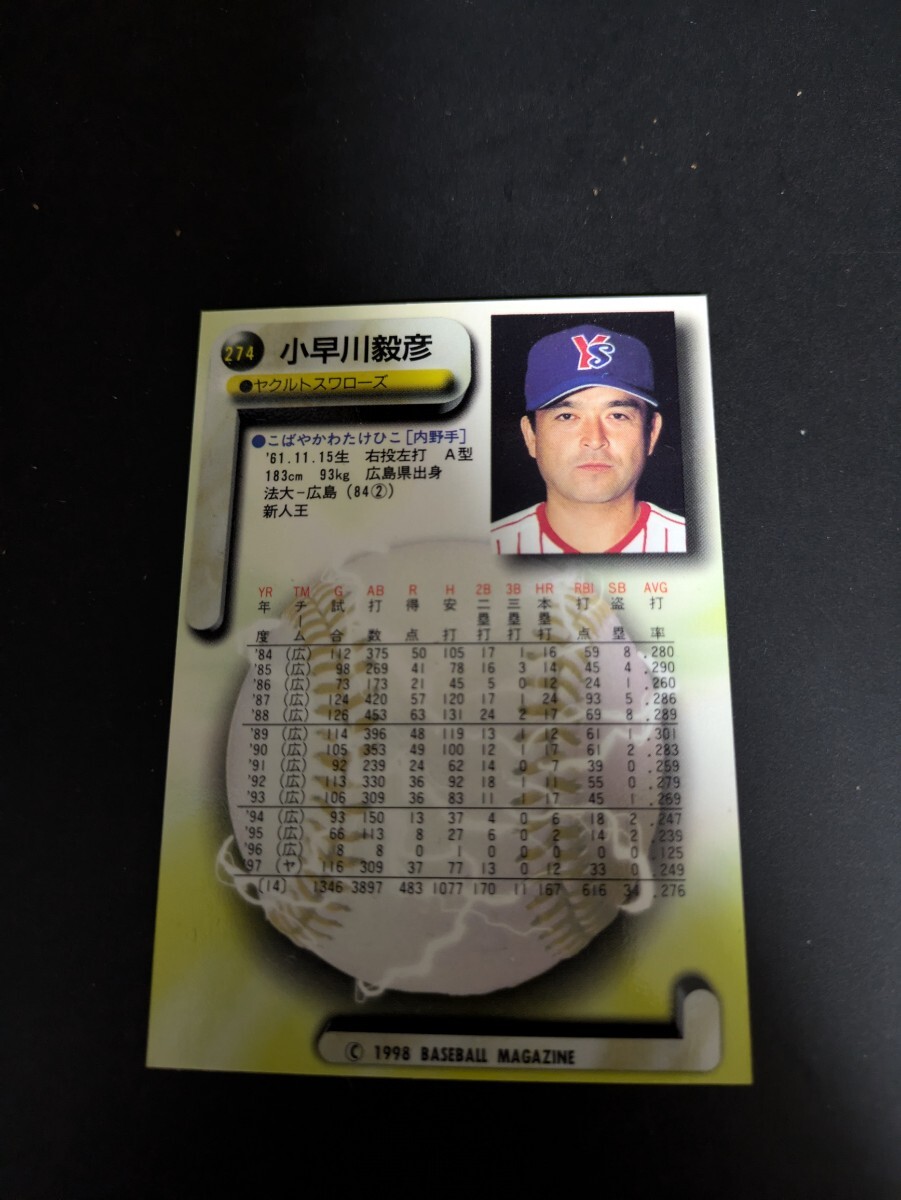 274 小早川毅彦
●ヤクルトスワローズ
YS
●こばやかわたけひこ[内野手]
'61.11.15生 右投左打 A型
183cm 93kg 広島県出身
法大-広島(84②)
新人王
YR TM G AB R H 2B 3B HR RBI SB AVG
年度 チーム 試合 打数 得点 安打 二塁打 三塁打 本塁打 打点 盗塁 打率
'84 (広) 112 375 50 105 17 1 16 59 8 .280
'85 (広) 98 269 41 78 16 3 14 45 4 .290
'86 (広) 73 173 21 45 5 0 12 24 1 .260
'87 (広) 124 420 57 120 17 1 24 93 5 .286
'88 (広) 126 453 63 131 24 2 17 69 8 .289
'89 (広) 114 396 48 119 13 1 12 61 1 .301
'90 (広) 105 353 49 100 12 1 17 61 2 .283
'91 (広) 92 239 24 62 14 0 7 39 0 .259
'92 (広) 113 330 36 92 18 1 11 55 0 .279
'93 (広) 106 309 36 83 11 1 17 45 1 .269
'94 (広) 93 150 13 37 4 0 6 18 2 .247
'95 (広) 66 113 8 27 6 0 2 14 2 .239
'96 (広) 8 8 0 1 0 0 0 0 0 .125
'97 (ヤ) 116 309 37 77 13 0 12 33 0 .249
(14) 1346 3897 483 1077 170 11 167 616 34 .276
© 1998 BASEBALL MAGAZINE